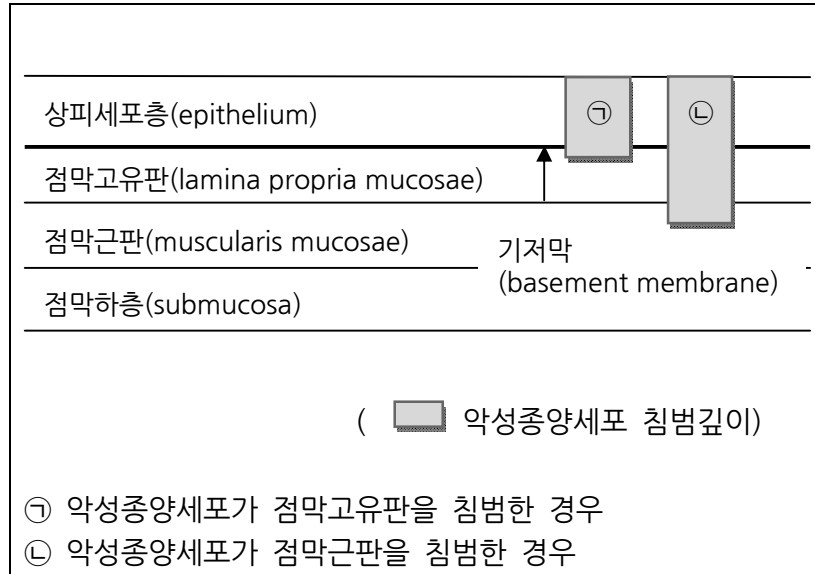 상피세포층(epithelium)
㉠
㉡
점막고유판(lamina propria mucosae)
점막근판(muscularis mucosae)
기저막
(basement membrane)
점막하층(submucosa)
( 악성종양세포 침범깊이)
㉠ 악성종양세포가 점막고유판을 침범한 경우
㉡ 악성종양세포가 점막근판을 침범한 경우